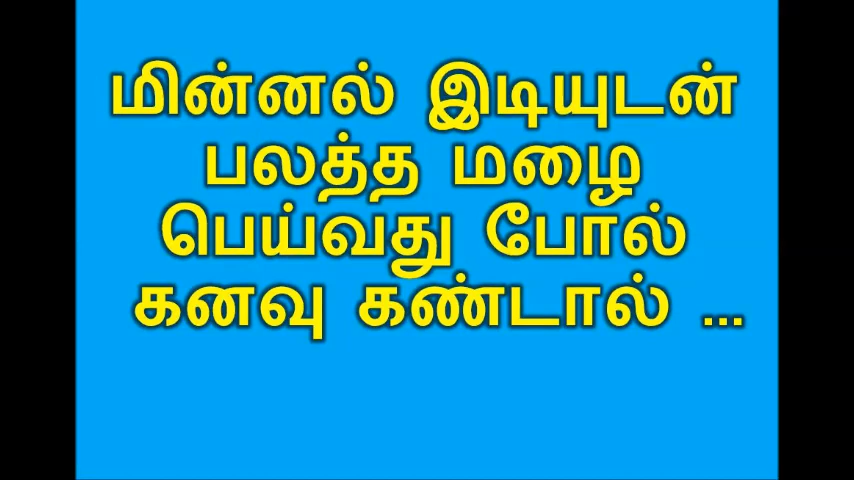 மின்னல் இடியுடன்
பலத்த மழை
பெய்வது போல்
கனவு கண்டால் ...